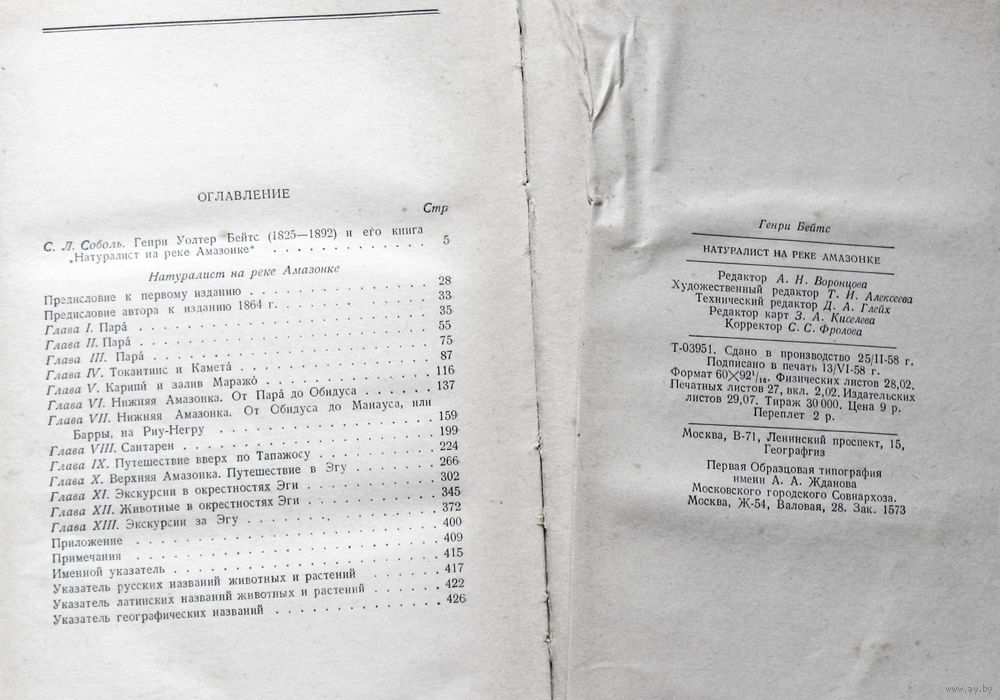 ОГЛАВЛЕНИЕ
Стр
С. Л. Соболь. Генри Уолтер Бейтс (1825—1892) и его книга
„Натуралист на реке Амазонке“ . . . . . . . . . . . 5
Натуралист на реке Амазонке
Предисловие к первому изданию . . . . . . . . . . . 28
Предисловие автора к изданию 1864 г. . . . . . . . . . . 33
Глава I. Пара́ . . . . . . . . . . . 35
Глава II. Пара́ . . . . . . . . . . . 55
Глава III. Пара́ . . . . . . . . . . . 75
Глава IV. Токантинс и Камета́ . . . . . . . . . . . 87
Глава V. Карипи́ и залив Маражо́ . . . . . . . . . . . 116
Глава VI. Нижняя Амазонка. От Пара́ до Обидуса . . . . . . 137
Глава VII. Нижняя Амазонка. От Обидуса до Манауса, или
Барры, на Риу-Негру . . . . . . . . . . . 159
Глава VIII. Сантарен . . . . . . . . . . . 199
Глава IX. Путешествие вверх по Тапажосу . . . . . . . . . 224
Глава X. Верхняя Амазонка. Путешествие в Эгу . . . . . . . 266
Глава XI. Экскурсии в окрестностях Эги . . . . . . . . . 302
Глава XII. Животные в окрестностях Эги . . . . . . . . . 345
Глава XIII. Экскурсии за Эгу . . . . . . . . . . . 372
Приложение . . . . . . . . . . . 400
Примечания . . . . . . . . . . . 409
Именной указатель . . . . . . . . . . . 415
Указатель русских названий животных и растений . . . . . . 417
Указатель латинских названий животных и растений . . . . . . 422
Указатель географических названий . . . . . . . . . . . 426
Генри Бейтс
НАТУРАЛИСТ НА РЕКЕ АМАЗОНКЕ
Редактор А. Н. Воронцова
Художественный редактор Т. И. Алексеева
Технический редактор Д. А. Глейх
Редактор карт З. А. Киселева
Корректор С. С. Фролова
Т-03951. Сдано в производство 25/II-58 г.
Подписано в печать 13/VI-58 г.
Формат 60×92¹/₁₆. Физических листов 28,02.
Печатных листов 27, вкл. 2,02. Издательских
листов 29,07. Тираж 30 000. Цена 9 р.
Переплет 2 р.
Москва, В-71, Ленинский проспект, 15,
Географгиз
Первая Образцовая типография
имени А. А. Жданова
Московского городского Совнархоза.
Москва, Ж-54, Валовая, 28. Зак. 1573
www.ay.by